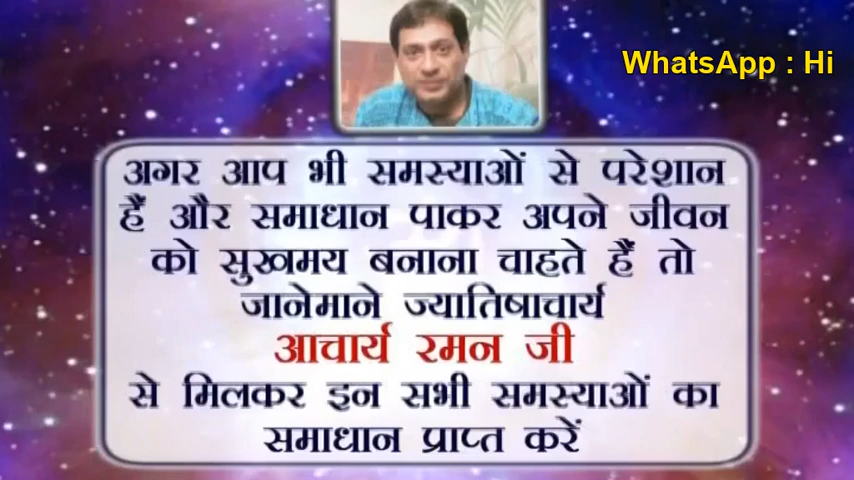 WhatsApp : Hi
अगर आप भी समस्याओं से परेशान
हैं और समाधान पाकर अपने जीवन
को सुखमय बनाना चाहते हैं तो
जानेमाने ज्यातिषाचार्य
आचार्य रमन जी
से मिलकर इन सभी समस्याओं का
समाधान प्राप्त करें